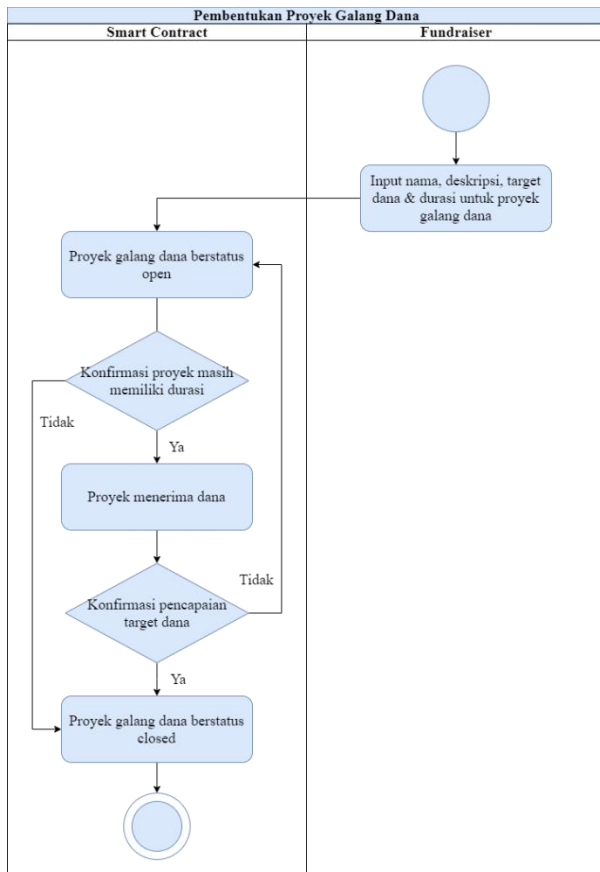 Pembentukan Proyek Galang Dana
Smart Contract
Fundraiser
Input nama, deskripsi, target
dana & durasi untuk proyek
galang dana
Proyek galang dana berstatus
open
Konfirmasi proyek masih
memiliki durasi
Tidak
Ya
Proyek menerima dana
Tidak
Konfirmasi pencapaian
target dana
Ya
Proyek galang dana berstatus
closed